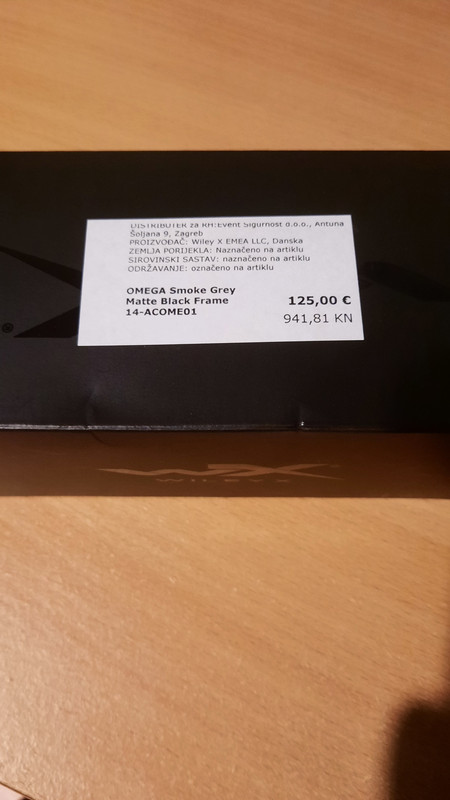 DISTRIBUTER za RH:Event Sigurnost d.o.o., Antuna
Šoljana 9, Zagreb
PROIZVOĐAČ: Wiley X EMEA LLC, Danska
ZEMLJA PORIJEKLA: Naznačeno na artiklu
SIROVINSKI SASTAV: naznačeno na artiklu
ODRŽAVANJE: označeno na artiklu
OMEGA Smoke Grey
Matte Black Frame
14-ACOME01
125,00 €
941,81 KN
WX
WILEY X